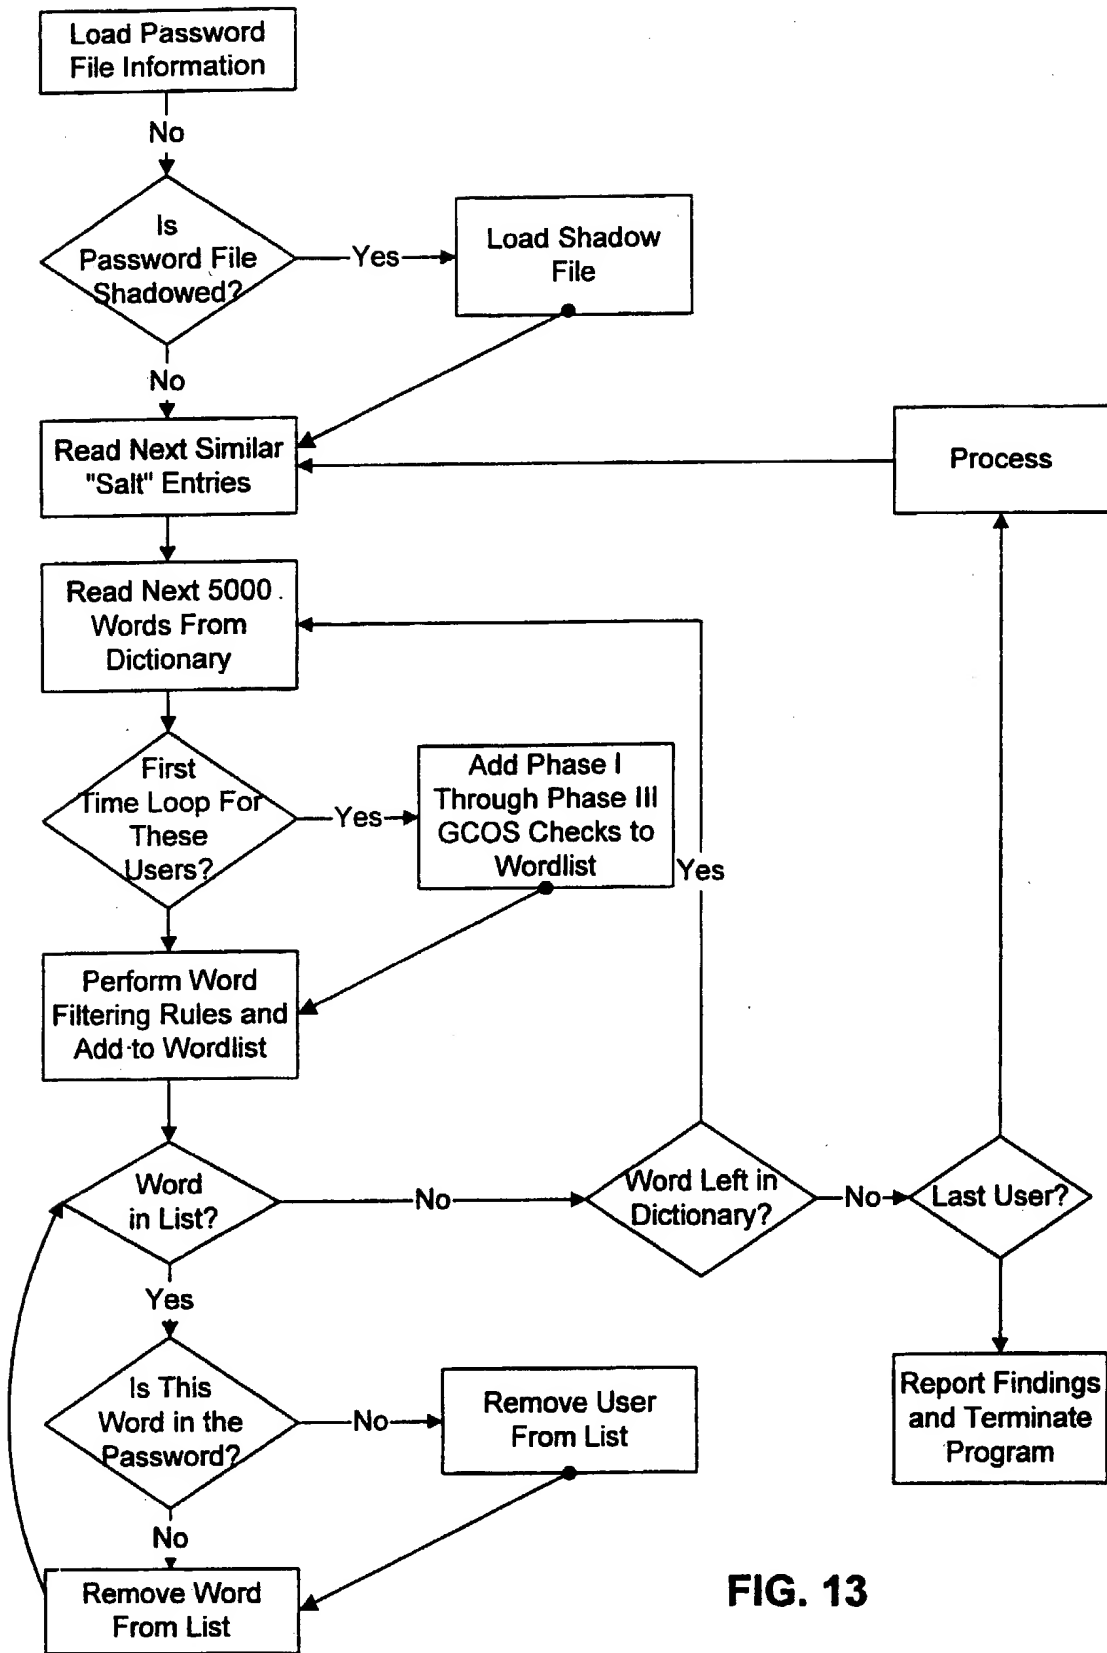 Load Password
File Information
No
Is
Password File
Shadowed?
Yes
Load Shadow
File
No
Read Next Similar
"Salt" Entries
Process
Read Next 5000
Words From
Dictionary
First
Time Loop For
These
Users?
Yes
Add Phase I
Through Phase III
GCOS Checks to
Wordlist
Yes
Perform Word
Filtering Rules and
Add to Wordlist
Word
in List?
No
Word Left in
Dictionary?
No
Last User?
Yes
Is This
Word in the
Password?
No
Remove User
From List
Report Findings
and Terminate
Program
No
Remove Word
From List
FIG. 13